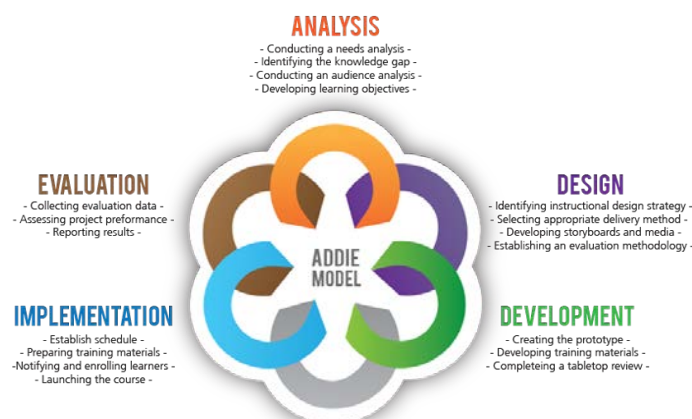 ANALYSIS
- Conducting a needs analysis -
- Identifying the knowledge gap -
- Conducting an audience analysis -
- Developing learning objectives -
EVALUATION
- Collecting evaluation data -
- Assessing project preformance -
- Reporting results -
DESIGN
- Identifying instructional design strategy -
- Selecting appropriate delivery method -
- Developing storyboards and media -
- Establishing an evaluation methodology -
ADDIE
MODEL
IMPLEMENTATION
- Establish schedule -
- Preparing training materials -
-Notifying and enrolling learners -
- Launching the course -
DEVELOPMENT
- Creating the prototype -
- Developing training materials -
- Completeing a tabletop review -